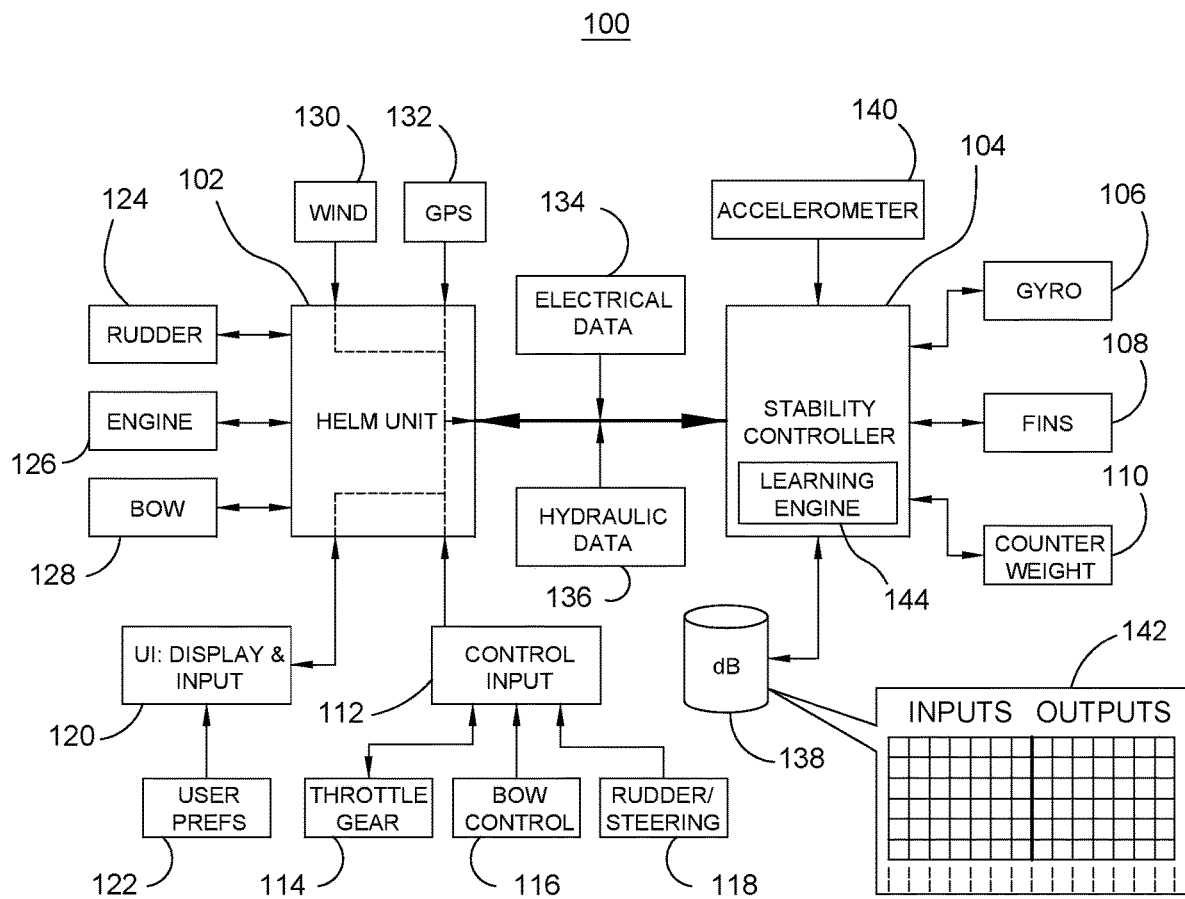 100
130
132
140
104
102
124
134
106
WIND
GPS
ACCELEROMETER
ELECTRICAL
DATA
GYRO
RUDDER
108
ENGINE
HELM UNIT
STABILITY
CONTROLLER
FINS
126
110
LEARNING
ENGINE
BOW
HYDRAULIC
DATA
COUNTER
WEIGHT
128
136
144
142
UI: DISPLAY &
INPUT
CONTROL
INPUT
dB
112
INPUTS OUTPUTS
120
138
USER
PREFS
THROTTLE
GEAR
BOW
CONTROL
RUDDER/
STEERING
122
114
116
118